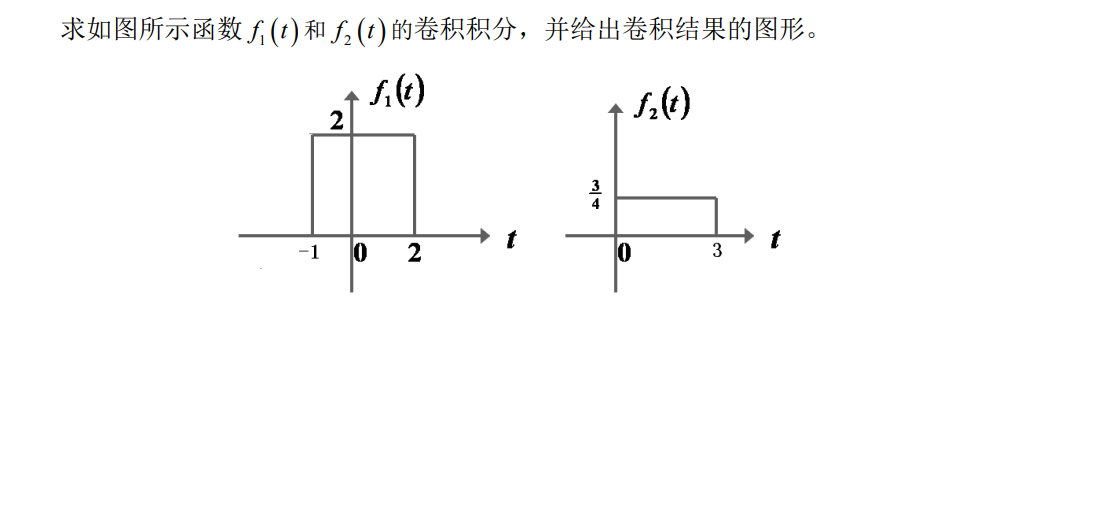 求如图所示函数 f₁(t) 和 f₂(t) 的卷积积分，并给出卷积结果的图形。
f₁(t)
2
-1 0 2 t
f₂(t)
3/4
0 3 t